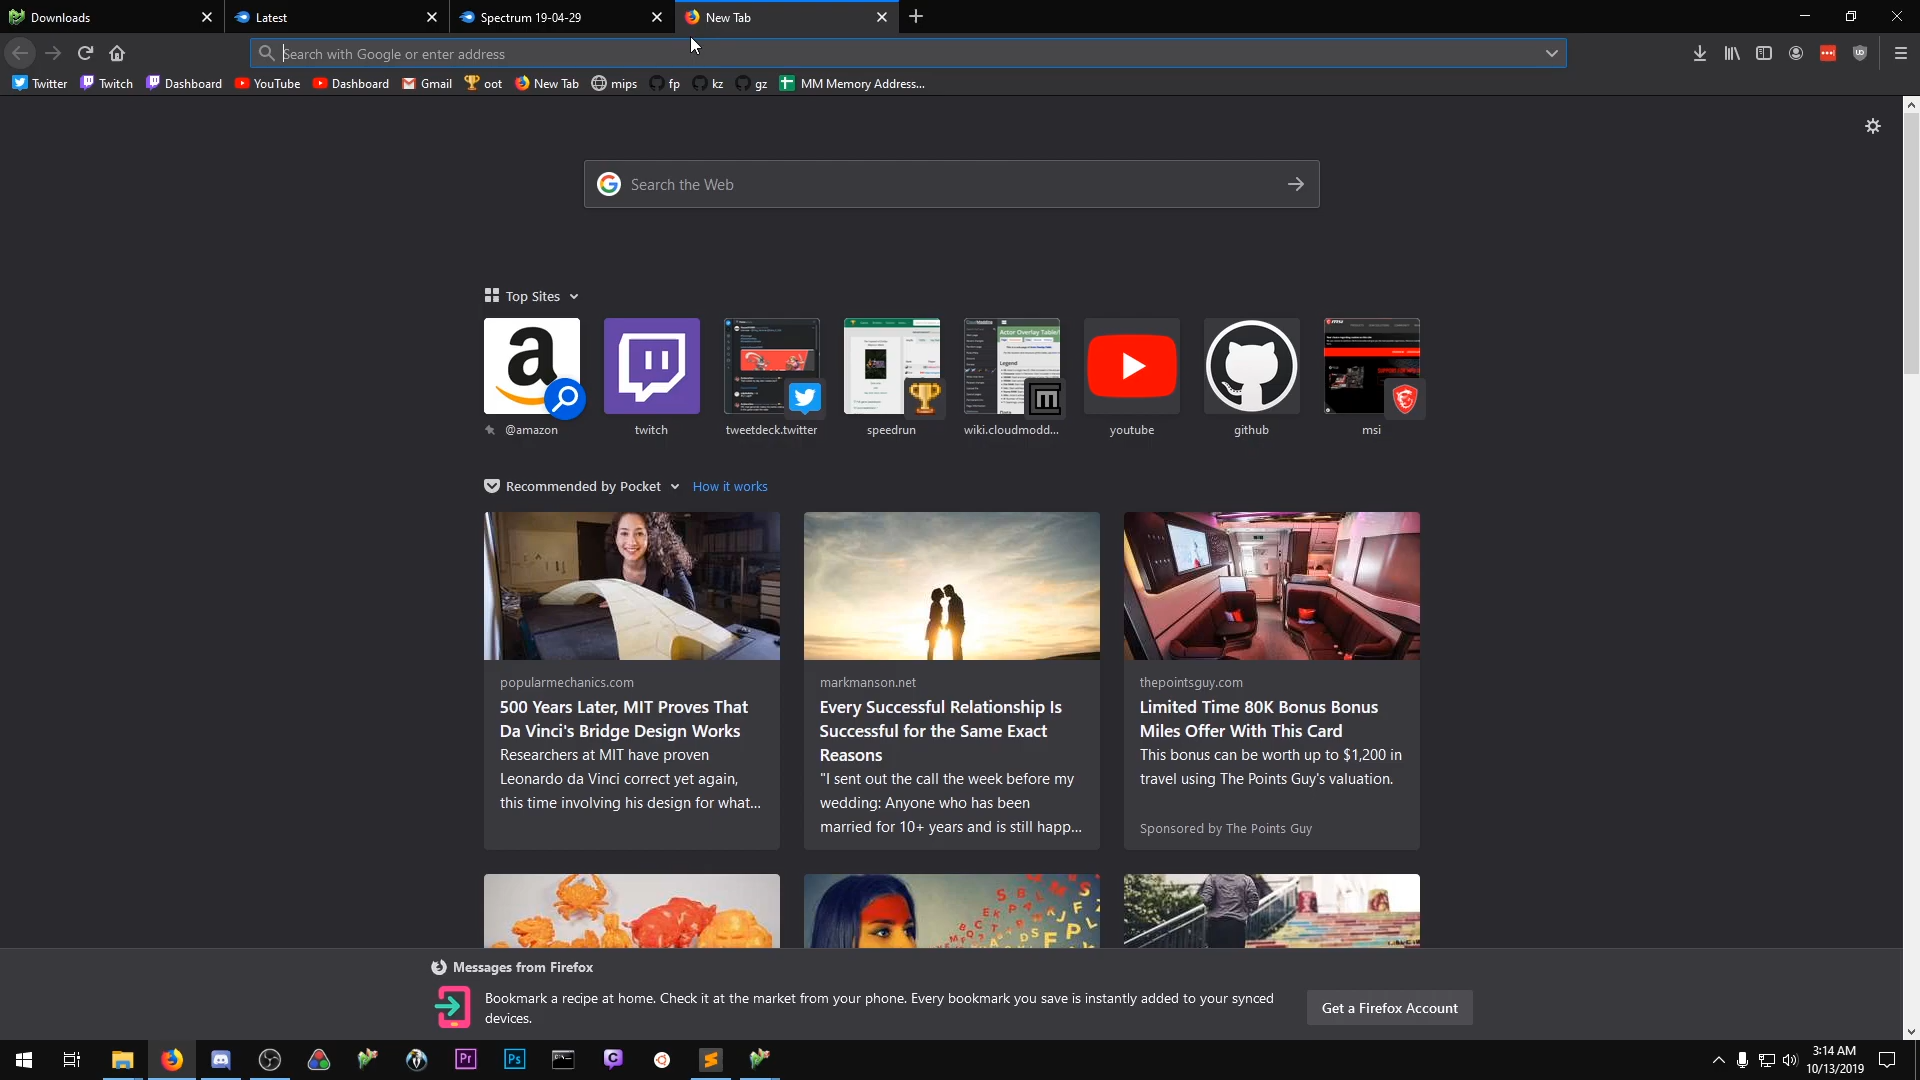 Downloads
Latest
Spectrum 19-04-29
New Tab
Search with Google or enter address
Twitter Twitch Dashboard YouTube Dashboard Gmail oot New Tab mips fp kz gz MM Memory Address...
Search the Web
Top Sites
Actor Overlay Table/
@amazon twitch tweetdeck.twitter speedrun wiki.cloudmodd... youtube github msi
Recommended by Pocket How it works
popularmechanics.com
500 Years Later, MIT Proves That
Da Vinci's Bridge Design Works
Researchers at MIT have proven
Leonardo da Vinci correct yet again,
this time involving his design for what...
markmanson.net
Every Successful Relationship Is
Successful for the Same Exact
Reasons
"I sent out the call the week before my
wedding: Anyone who has been
married for 10+ years and is still happ...
thepointsguy.com
Limited Time 80K Bonus Bonus
Miles Offer With This Card
This bonus can be worth up to $1,200 in
travel using The Points Guy's valuation.
Sponsored by The Points Guy
Messages from Firefox
Bookmark a recipe at home. Check it at the market from your phone. Every bookmark you save is instantly added to your synced
devices.
Get a Firefox Account
Pr
Ps
3:14 AM
10/13/2019